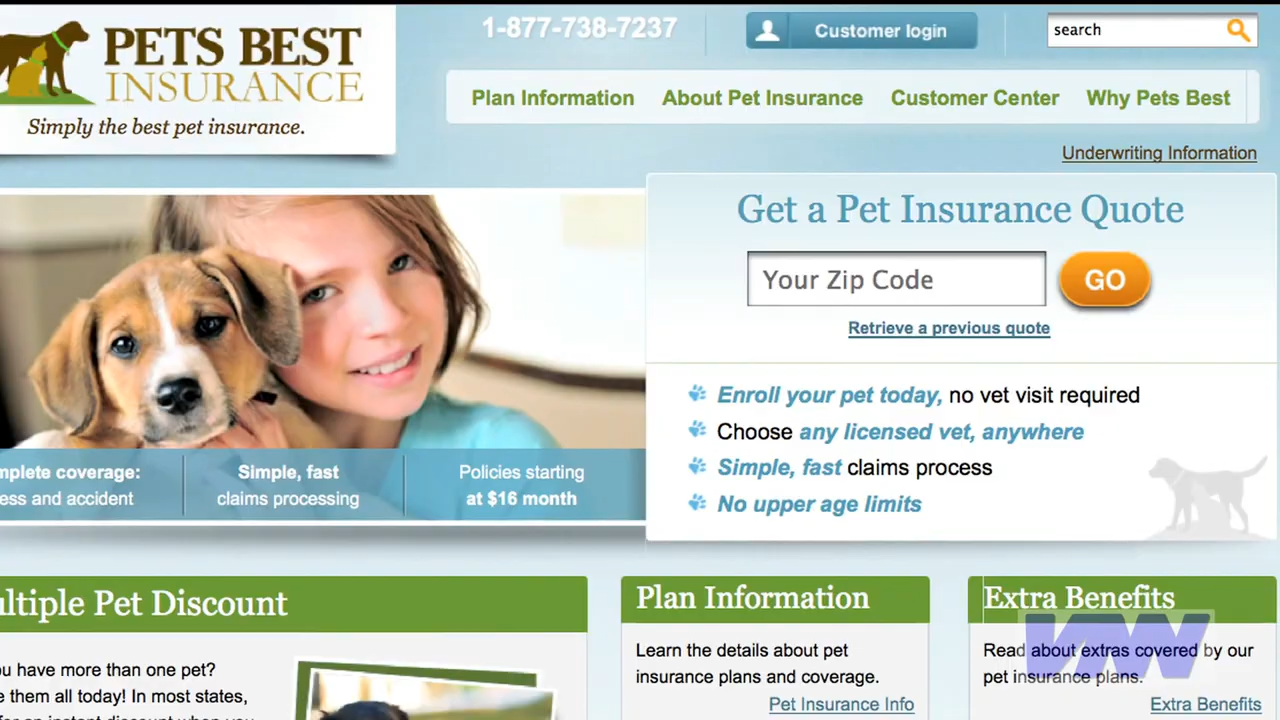 PETS BEST
INSURANCE
Simply the best pet insurance.
1-877-738-7237
Customer login
search
Plan Information
About Pet Insurance
Customer Center
Why Pets Best
Underwriting Information
Get a Pet Insurance Quote
Your Zip Code
GO
Retrieve a previous quote
Enroll your pet today, no vet visit required
Choose any licensed vet, anywhere
Simple, fast claims process
No upper age limits
mplete coverage:
ess and accident
Simple, fast
claims processing
Policies starting
at $16 month
ultiple Pet Discount
u have more than one pet?
e them all today! In most states,
Plan Information
Learn the details about pet
insurance plans and coverage.
Pet Insurance Info
Extra Benefits
Read about extras covered by our
pet insurance plans.
Extra Benefits